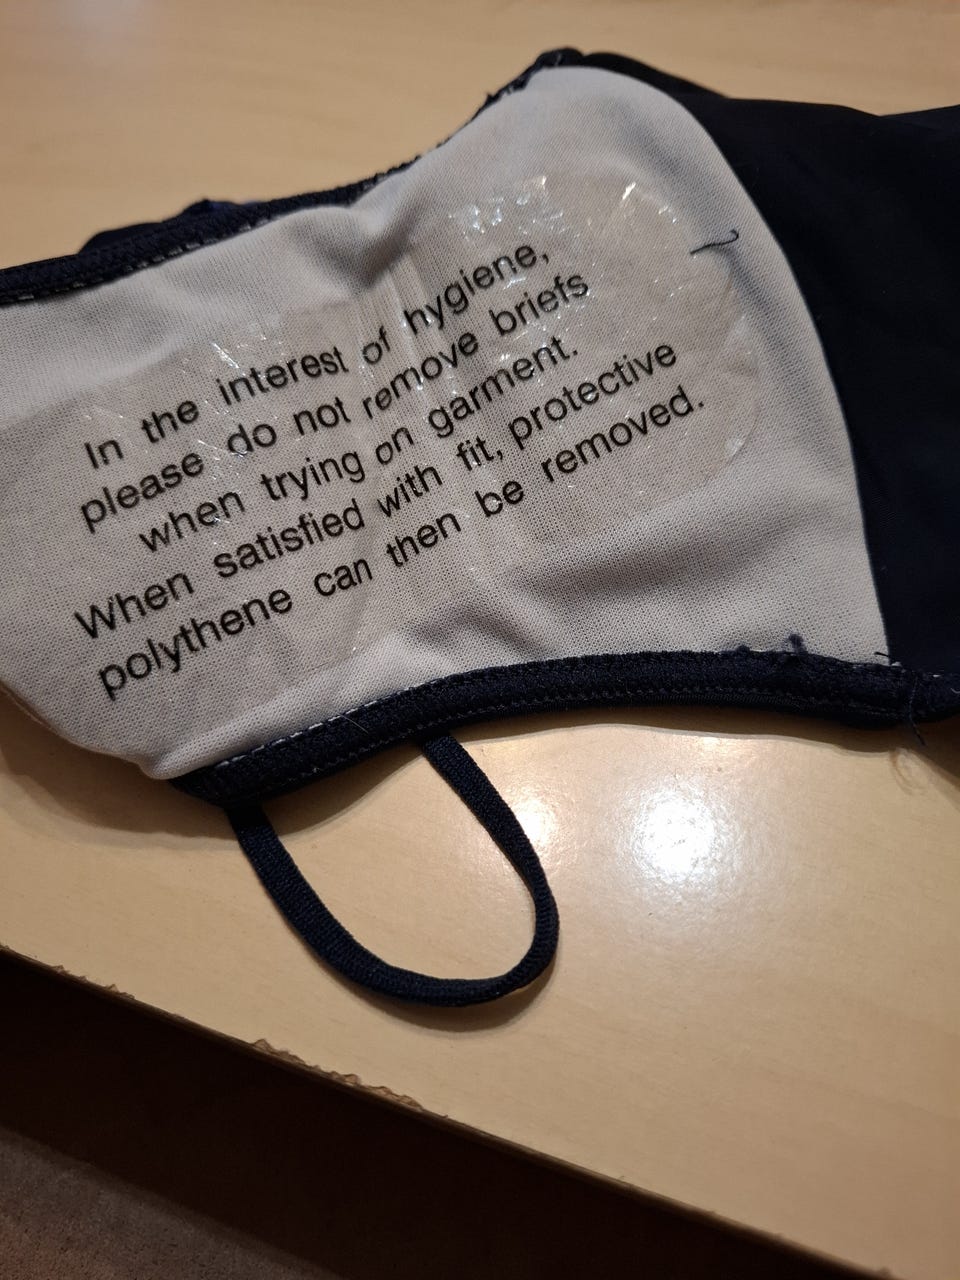 In the interest of hygiene,
please do not remove briefs
when trying on garment.
When satisfied with fit, protective
polythene can then be removed.